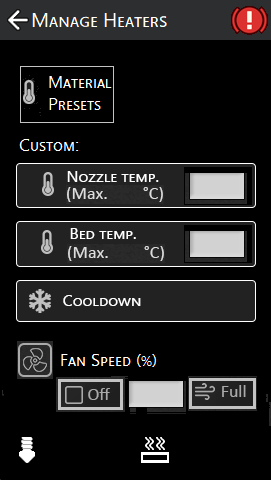 Manage Heaters
Material
Presets
Custom:
Nozzle temp.
(Max. °C)
Bed temp.
(Max. °C)
Cooldown
Fan Speed (%)
Off
Full